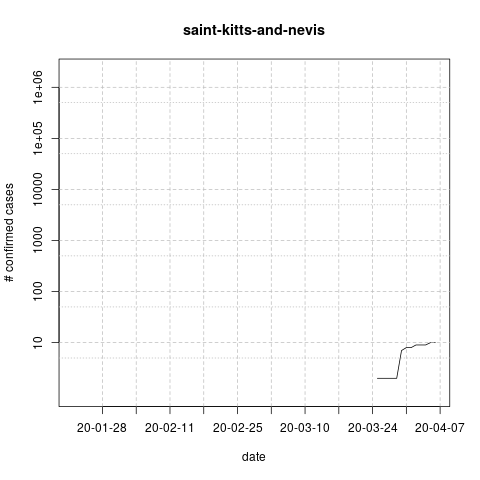 saint-kitts-and-nevis
# confirmed cases
1e+06
1e+05
10000
1000
100
10
20-01-28 20-02-11 20-02-25 20-03-10 20-03-24 20-04-07
date